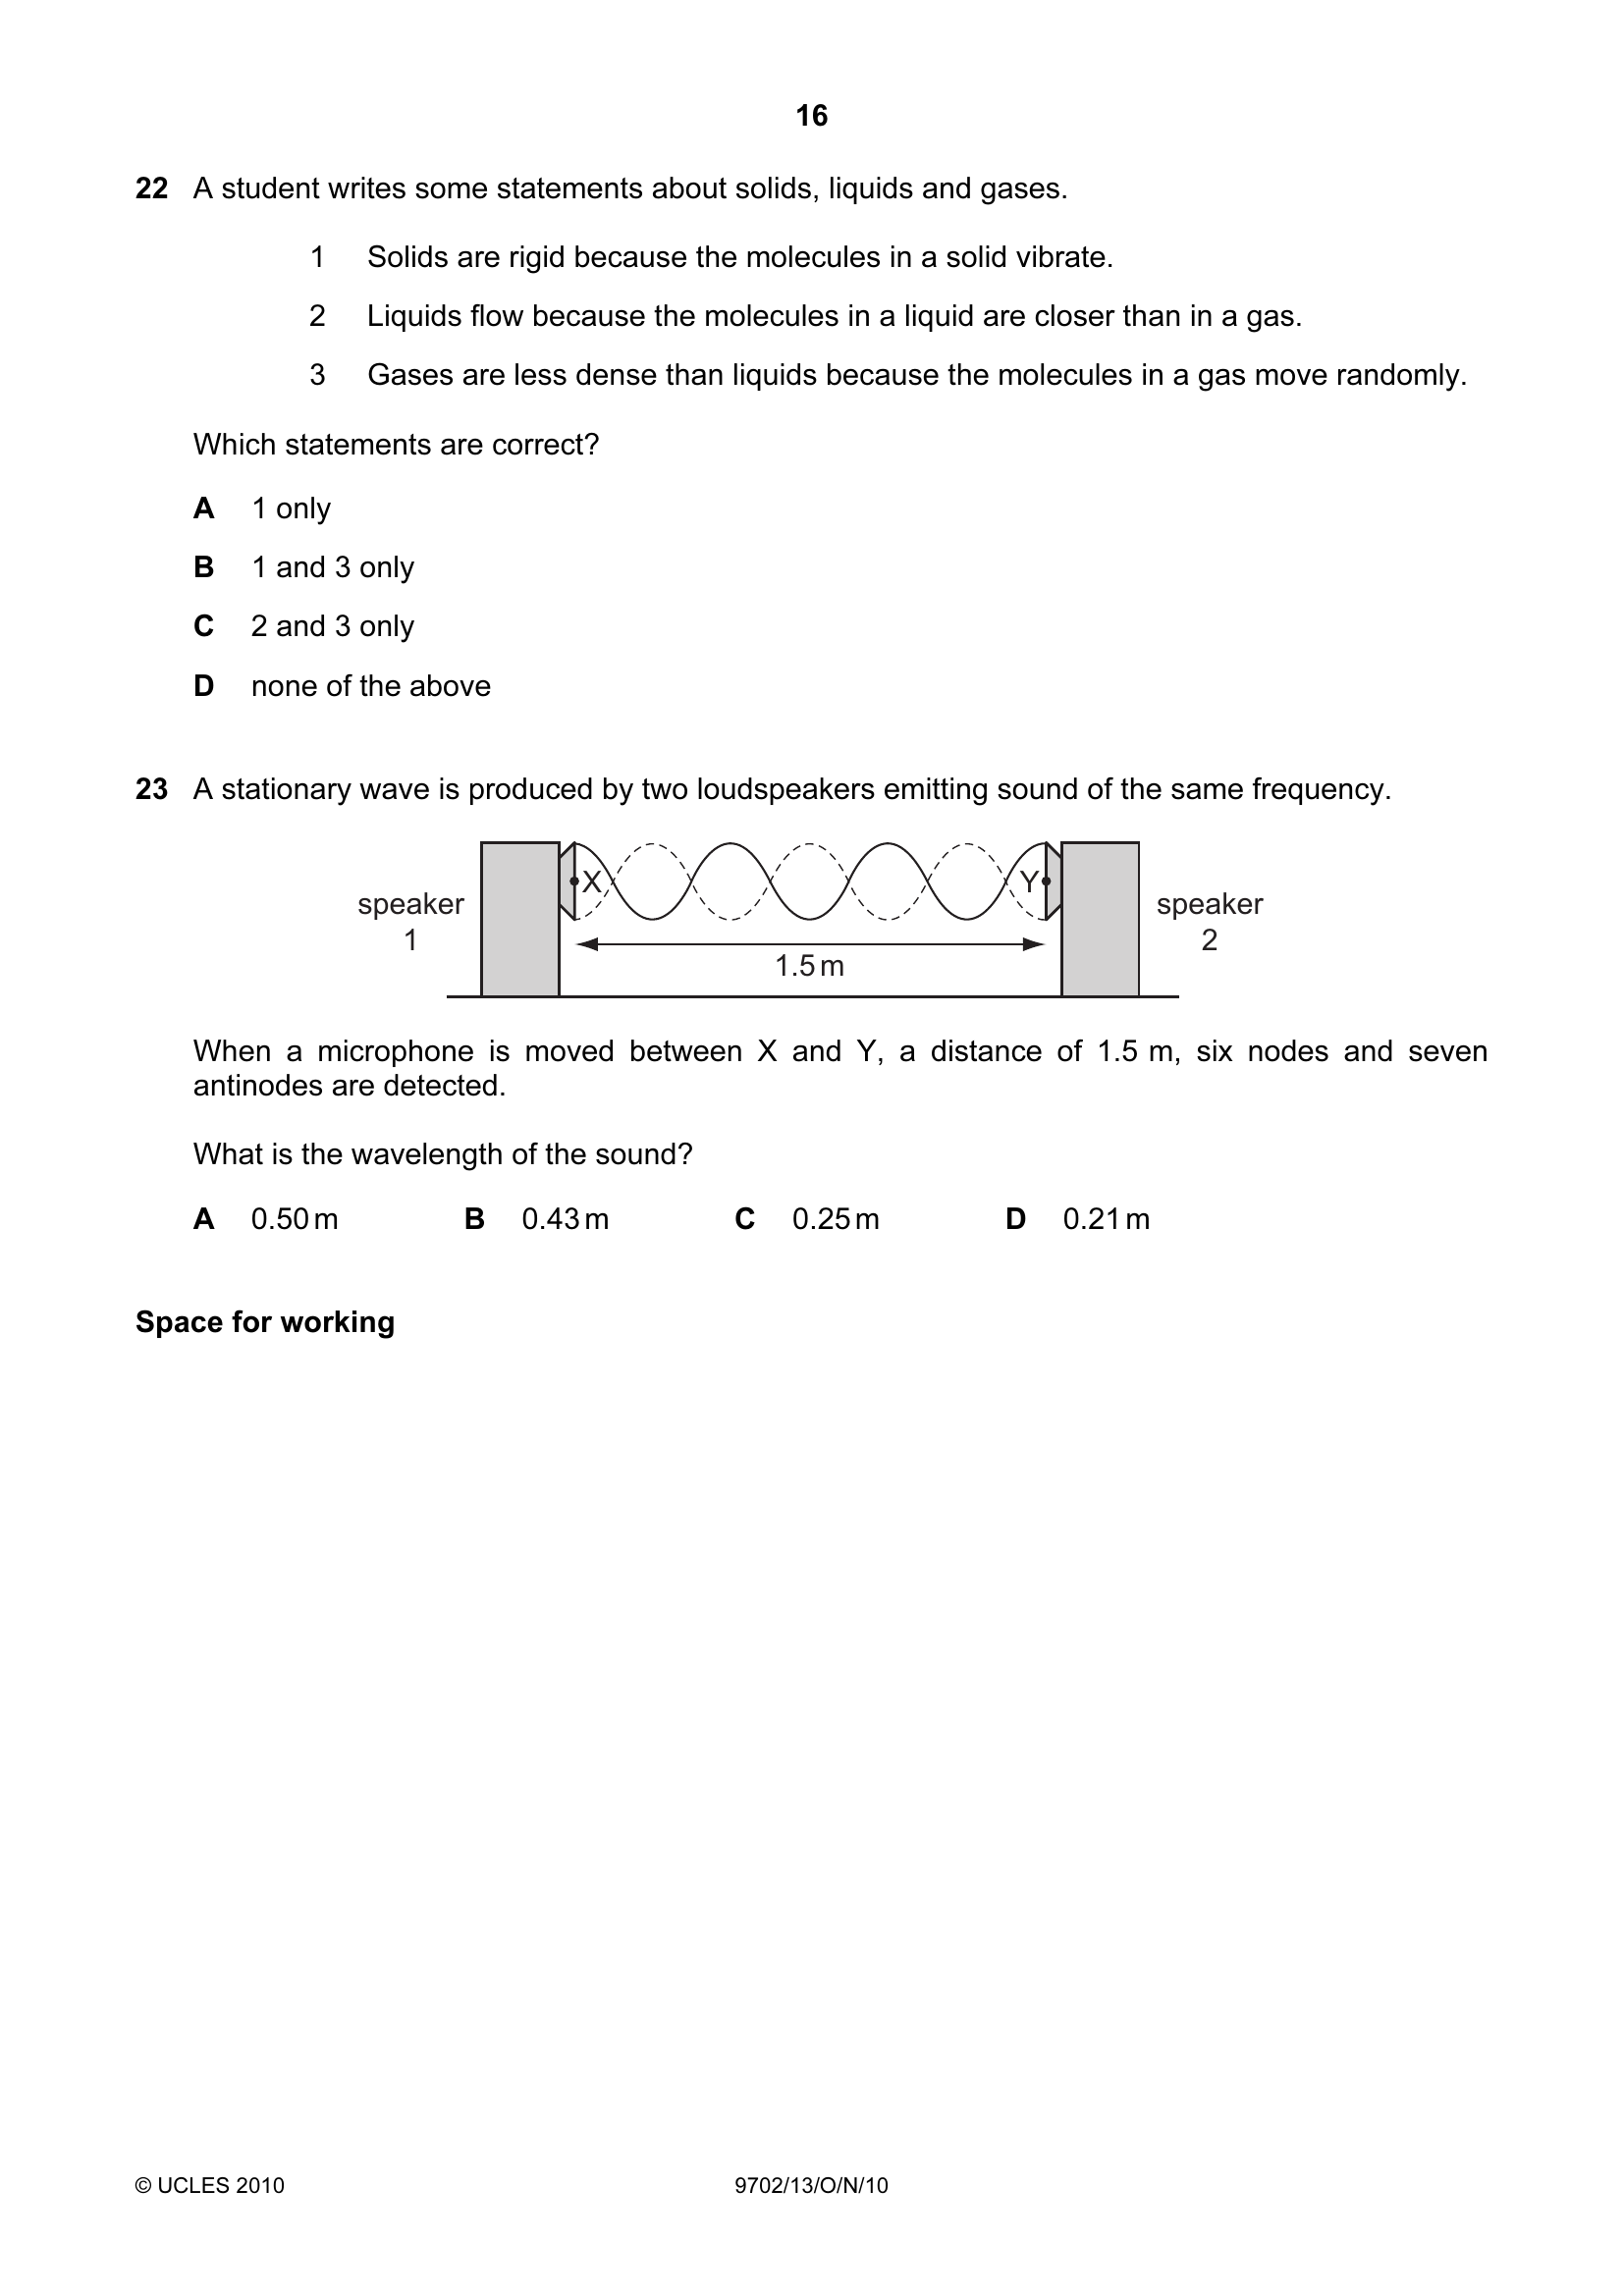 16
22 A student writes some statements about solids, liquids and gases.
1 Solids are rigid because the molecules in a solid vibrate.
2 Liquids flow because the molecules in a liquid are closer than in a gas.
3 Gases are less dense than liquids because the molecules in a gas move randomly.
Which statements are correct?
A 1 only
B 1 and 3 only
C 2 and 3 only
D none of the above
23 A stationary wave is produced by two loudspeakers emitting sound of the same frequency.
X Y
speaker speaker
1 2
1.5 m
When a microphone is moved between X and Y, a distance of 1.5 m, six nodes and seven
antinodes are detected.
What is the wavelength of the sound?
A 0.50 m B 0.43 m C 0.25 m D 0.21 m
Space for working
© UCLES 2010 9702/13/O/N/10